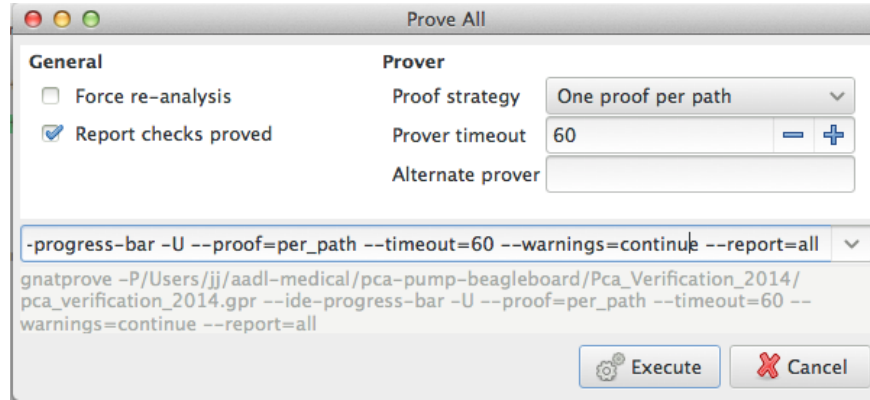 Prove All
General
Prover
Force re-analysis
Proof strategy
One proof per path
Report checks proved
Prover timeout
60
Alternate prover
-progress-bar -U --proof=per_path --timeout=60 --warnings=continue --report=all
gnatprove -P/Users/jj/aadl-medical/pca-pump-beagleboard/Pca_Verification_2014/
pca_verification_2014.gpr --ide-progress-bar -U --proof=per_path --timeout=60 --
warnings=continue --report=all
Execute
Cancel